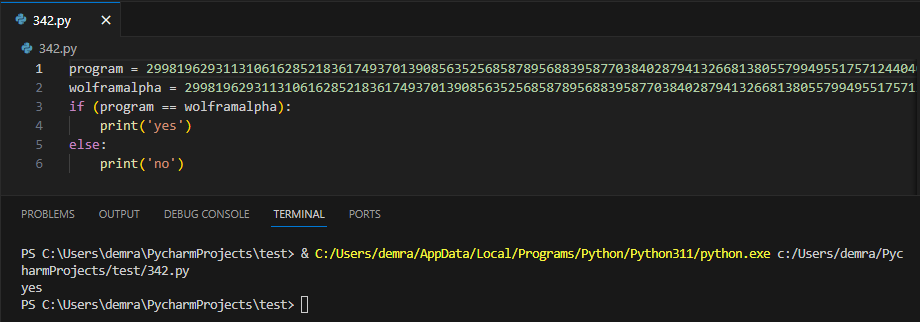 342.py
342.py
1 program = 2998196293113106162852183617493701390856352568587895688395877038402879413266813805579949551757124404
2 wolframalpha = 29981962931131061628521836174937013908563525685878956883958770384028794132668138055799495517571
3 if (program == wolframalpha):
4 print('yes')
5 else:
6 print('no')
PROBLEMS OUTPUT DEBUG CONSOLE TERMINAL PORTS
PS C:\Users\demra\PycharmProjects\test> & C:/Users/demra/AppData/Local/Programs/Python/Python311/python.exe c:/Users/demra/Pyc
harmProjects/test/342.py
yes
PS C:\Users\demra\PycharmProjects\test>